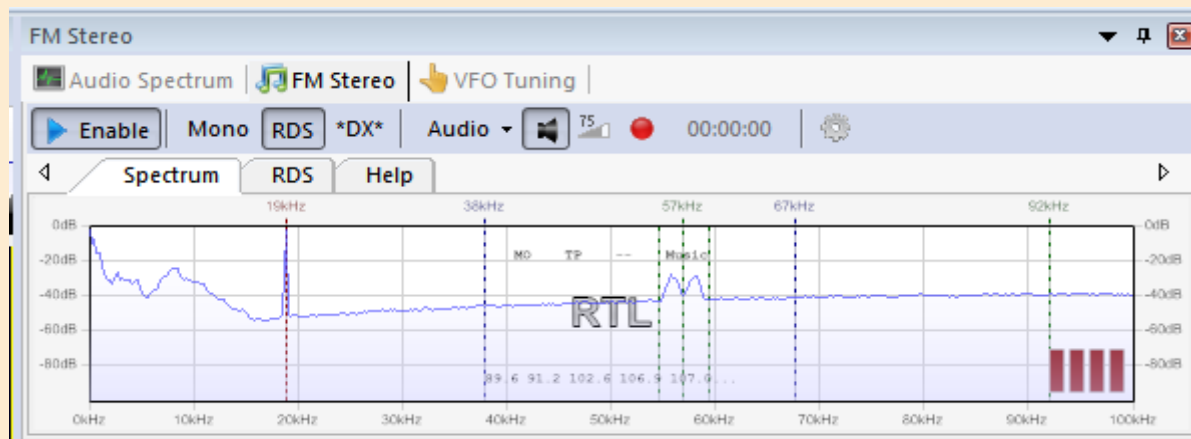 FM Stereo
Audio Spectrum FM Stereo VFO Tuning
Enable Mono RDS *DX* Audio 75 00:00:00
Spectrum RDS Help
19kHz 38kHz 57kHz 67kHz 92kHz
0dB 0dB
-20dB MO TP -- Music -20dB
-40dB -40dB
RTL
-60dB -60dB
-80dB -80dB
89.6 91.2 102.6 106.9 107.0...
0kHz 10kHz 20kHz 30kHz 40kHz 50kHz 60kHz 70kHz 80kHz 90kHz 100kHz